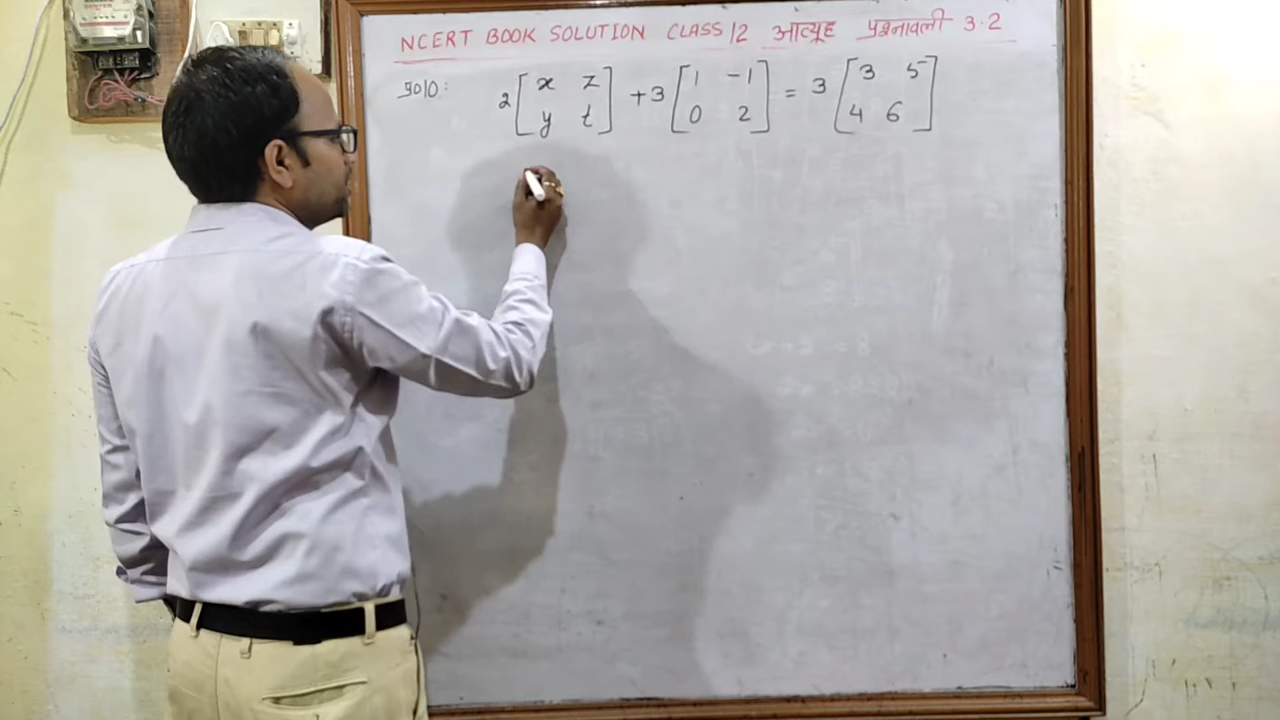 NCERT BOOK SOLUTION CLASS 12 आव्यूह प्रश्नावली 3.2
प्र010: 2 [x z] + 3 [1 -1] = 3 [3 5]
[y t] [0 2] [4 6]